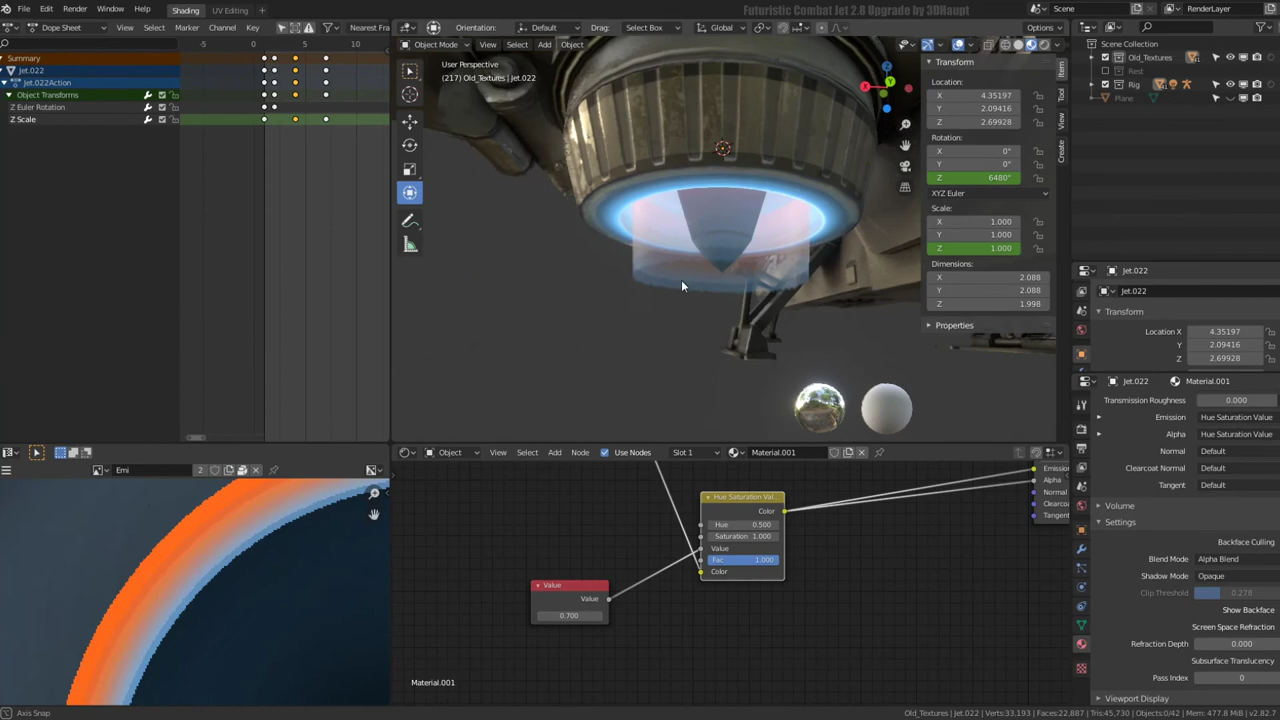 File Edit Render Window Help Shading UV Editing Futuristic Combat Jet 2.8 Upgrade by 3DHaupt Scene RenderLayer
Dope Sheet View Select Marker Channel Key Nearest Fra
Orientation: Default Drag: Select Box Global Options
-5 0 5 10
Summary
Jet.022
Jet.022Action
Object Transforms
Z Euler Rotation
Z Scale
Object Mode View Select Add Object
User Perspective
(217) Old_Textures | Jet.022
Transform
Location:
X 4.35197
Y 2.09416
Z 2.69928
Rotation:
X 0°
Y 0°
Z 6480°
XYZ Euler
Scale:
X 1.000
Y 1.000
Z 1.000
Dimensions:
X 2.088
Y 2.088
Z 1.998
Properties
Item
Tool
View
Create
Scene Collection
Old_Textures
Rest
Rig
Plane
Jet.022
Jet.022
Transform
Location X 4.35197
Y 2.09415
Z 2.69928
Jet.022 Material.001
Transmission Roughness 0.000
Emission Hue Saturation Value
Alpha Hue Saturation Value
Normal Default
Clearcoat Normal Default
Tangent Default
Volume
Settings
Backface Culling
Blend Mode Alpha Blend
Shadow Mode Opaque
Clip Threshold 0.278
Show Backface
Screen Space Refraction
Refraction Depth 0.000
Subsurface Translucency
Pass Index 0
Viewport Display
Emi 2
Object View Select Add Node Use Nodes Slot 1 Material.001
Hue Saturation Val..
Color
Hue 0.500
Saturation 1.000
Value
Fac 1.000
Color
Value
Value
0.700
Emissio
Alpha
Normal
Clearcoa
Tangent
Material.001
Axis Snap
Old_Textures | Jet.022 | Verts:33,193 | Faces:22,887 | Tris:45,730 | Objects:0/42 | Mem: 477.8 MiB | v2.82.7